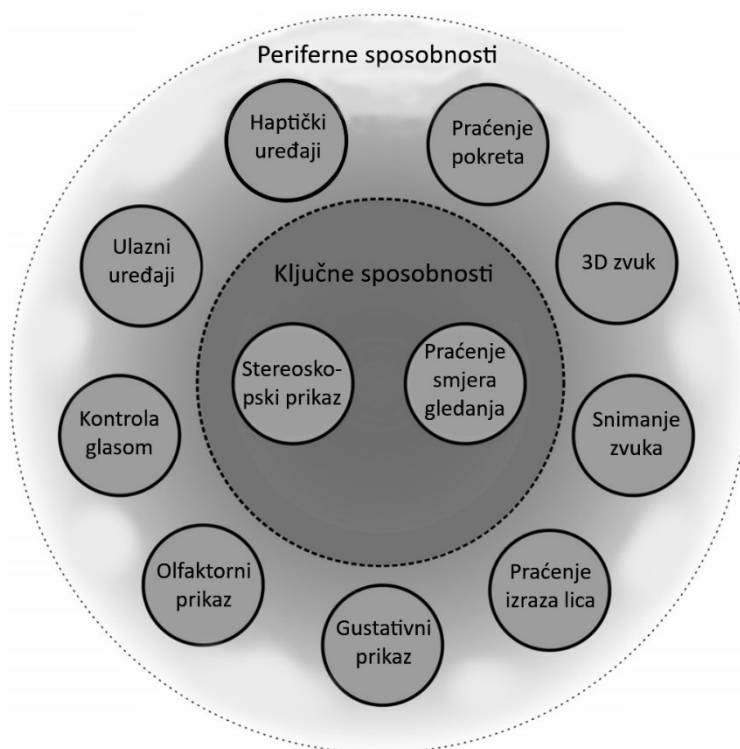 Periferne sposobnosti
Haptički
uređaji
Praćenje
pokreta
Ulazni
uređaji
3D zvuk
Ključne sposobnosti
Stereosko-
pski prikaz
Praćenje
smjera
gledanja
Kontrola
glasom
Snimanje
zvuka
Olfaktorni
prikaz
Praćenje
izraza lica
Gustativni
prikaz